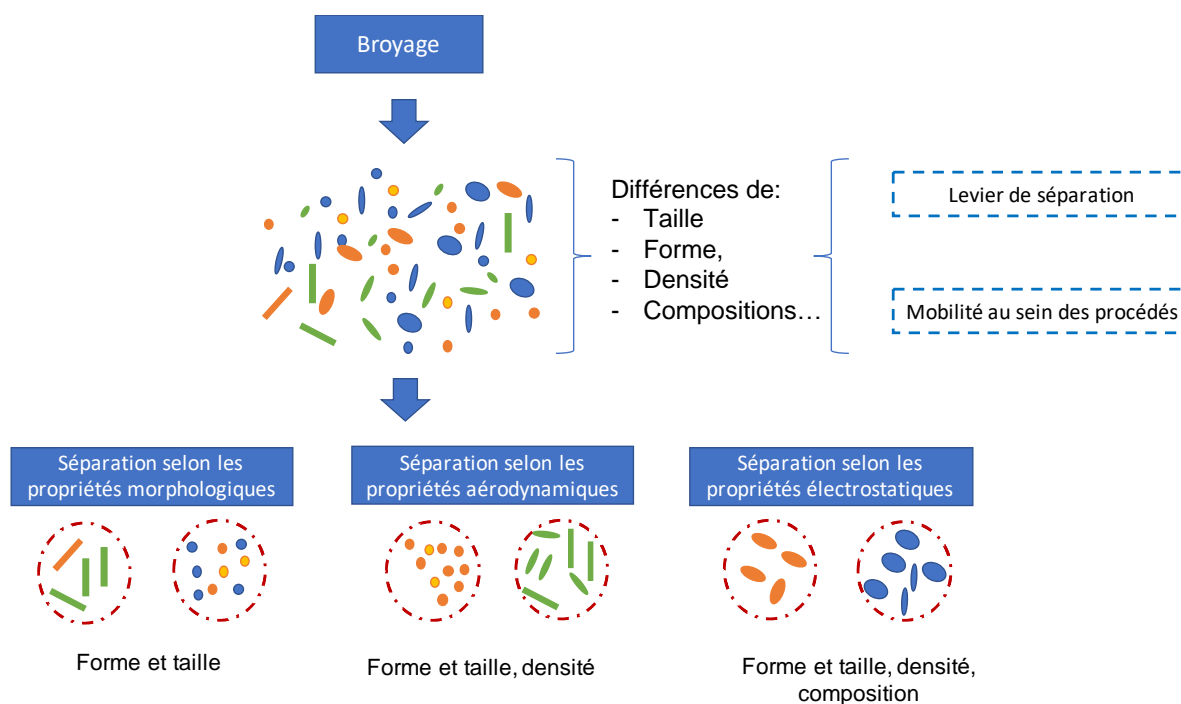 Broyage
Différences de:
- Taille
- Forme,
- Densité
- Compositions…
Levier de séparation
Mobilité au sein des procédés
Séparation selon les
propriétés morphologiques
Séparation selon les
propriétés aérodynamiques
Séparation selon les
propriétés électrostatiques
Forme et taille
Forme et taille, densité
Forme et taille, densité,
composition